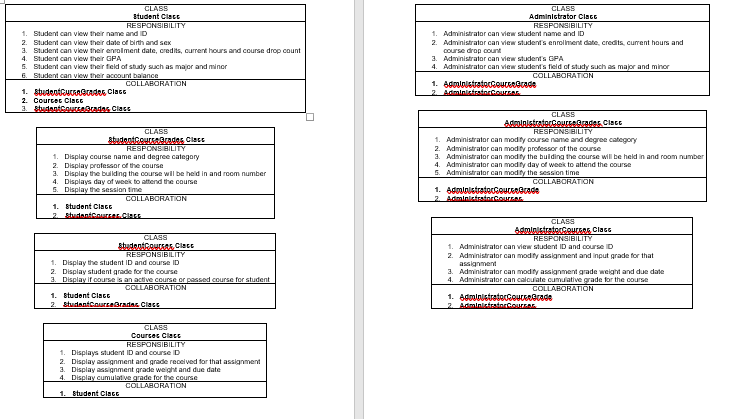 CLASS
Student Class
RESPONSIBILITY
1. Student can view their name and ID
2. Student can view their date of birth and sex
3. Student can view their enrollment date, credits, current hours and course drop count
4. Student can view their GPA
5. Student can view their field of study such as major and minor
6. Student can view their account balance
COLLABORATION
1. StudentCourseGrades Class
2. Courses Class
3. StudentCourseGrades Class
CLASS
StudentCourseGrades Class
RESPONSIBILITY
1. Display course name and degree category
2. Display professor of the course
3. Display the building the course will be held in and room number
4. Displays day of week to attend the course
5. Display the session time
COLLABORATION
1. Student Class
2. StudentCourses Class
CLASS
StudentCourses Class
RESPONSIBILITY
1. Display the student ID and course ID
2. Display student grade for the course
3. Display if course is an active course or passed course for student
COLLABORATION
1. Student Class
2. StudentCourseGrades Class
CLASS
Courses Class
RESPONSIBILITY
1. Displays student ID and course ID
2. Display assignment and grade received for that assignment
3. Display assignment grade weight and due date
4. Display cumulative grade for the course
COLLABORATION
1. Student Class
CLASS
Administrator Class
RESPONSIBILITY
1. Administrator can view student name and ID
2. Administrator can view student's enrollment date, credits, current hours and
course drop count
3. Administrator can view student's GPA
4. Administrator can view student's field of study such as major and minor
COLLABORATION
1. AdministratorCourseGrade
2. AdministratorCourses
CLASS
AdministratorCourseGrades Class
RESPONSIBILITY
1. Administrator can modify course name and degree category
2. Administrator can modify professor of the course
3. Administrator can modify the building the course will be held in and room number
4. Administrator can modify day of week to attend the course
5. Administrator can modify the session time
COLLABORATION
1. AdministratorCourseGrade
2. AdministratorCourses
CLASS
AdministratorCourses Class
RESPONSIBILITY
1. Administrator can view student ID and course ID
2. Administrator can modify assignment and input grade for that
assignment
3. Administrator can modify assignment grade weight and due date
4. Administrator can calculate cumulative grade for the course
COLLABORATION
1. AdministratorCourseGrade
2. AdministratorCourses